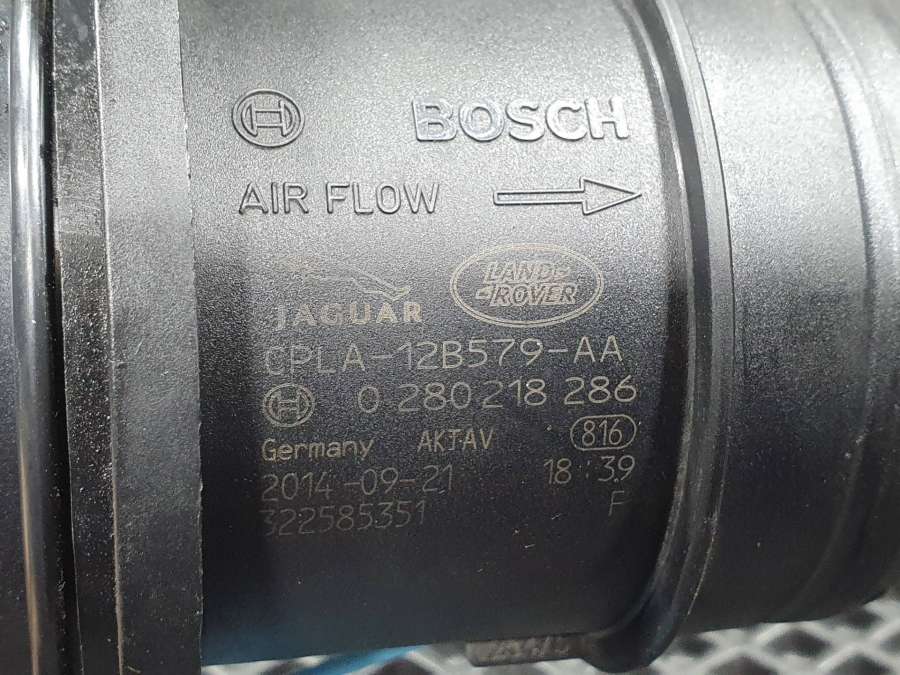 BOSCH
AIR FLOW
JAGUAR
LAND-
-ROVER
CPLA-12B579-AA
0 280 218 286
Germany AKTAV 816
2014-09-21 18:39
322585351 F